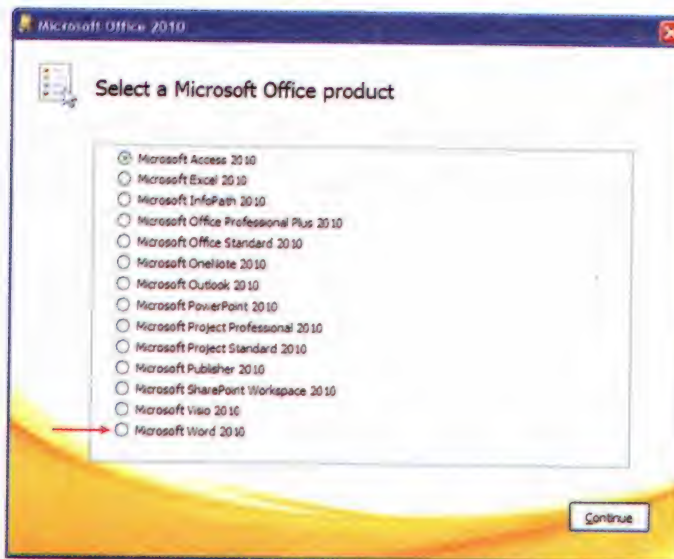 Microsoft Office 2010
Select a Microsoft Office product
Microsoft Access 2010
Microsoft Excel 2010
Microsoft InfoPath 2010
Microsoft Office Professional Plus 2010
Microsoft Office Standard 2010
Microsoft OneNote 2010
Microsoft Outlook 2010
Microsoft PowerPoint 2010
Microsoft Project Professional 2010
Microsoft Project Standard 2010
Microsoft Publisher 2010
Microsoft SharePoint Workspace 2010
Microsoft Visio 2010
Microsoft Word 2010
Continue